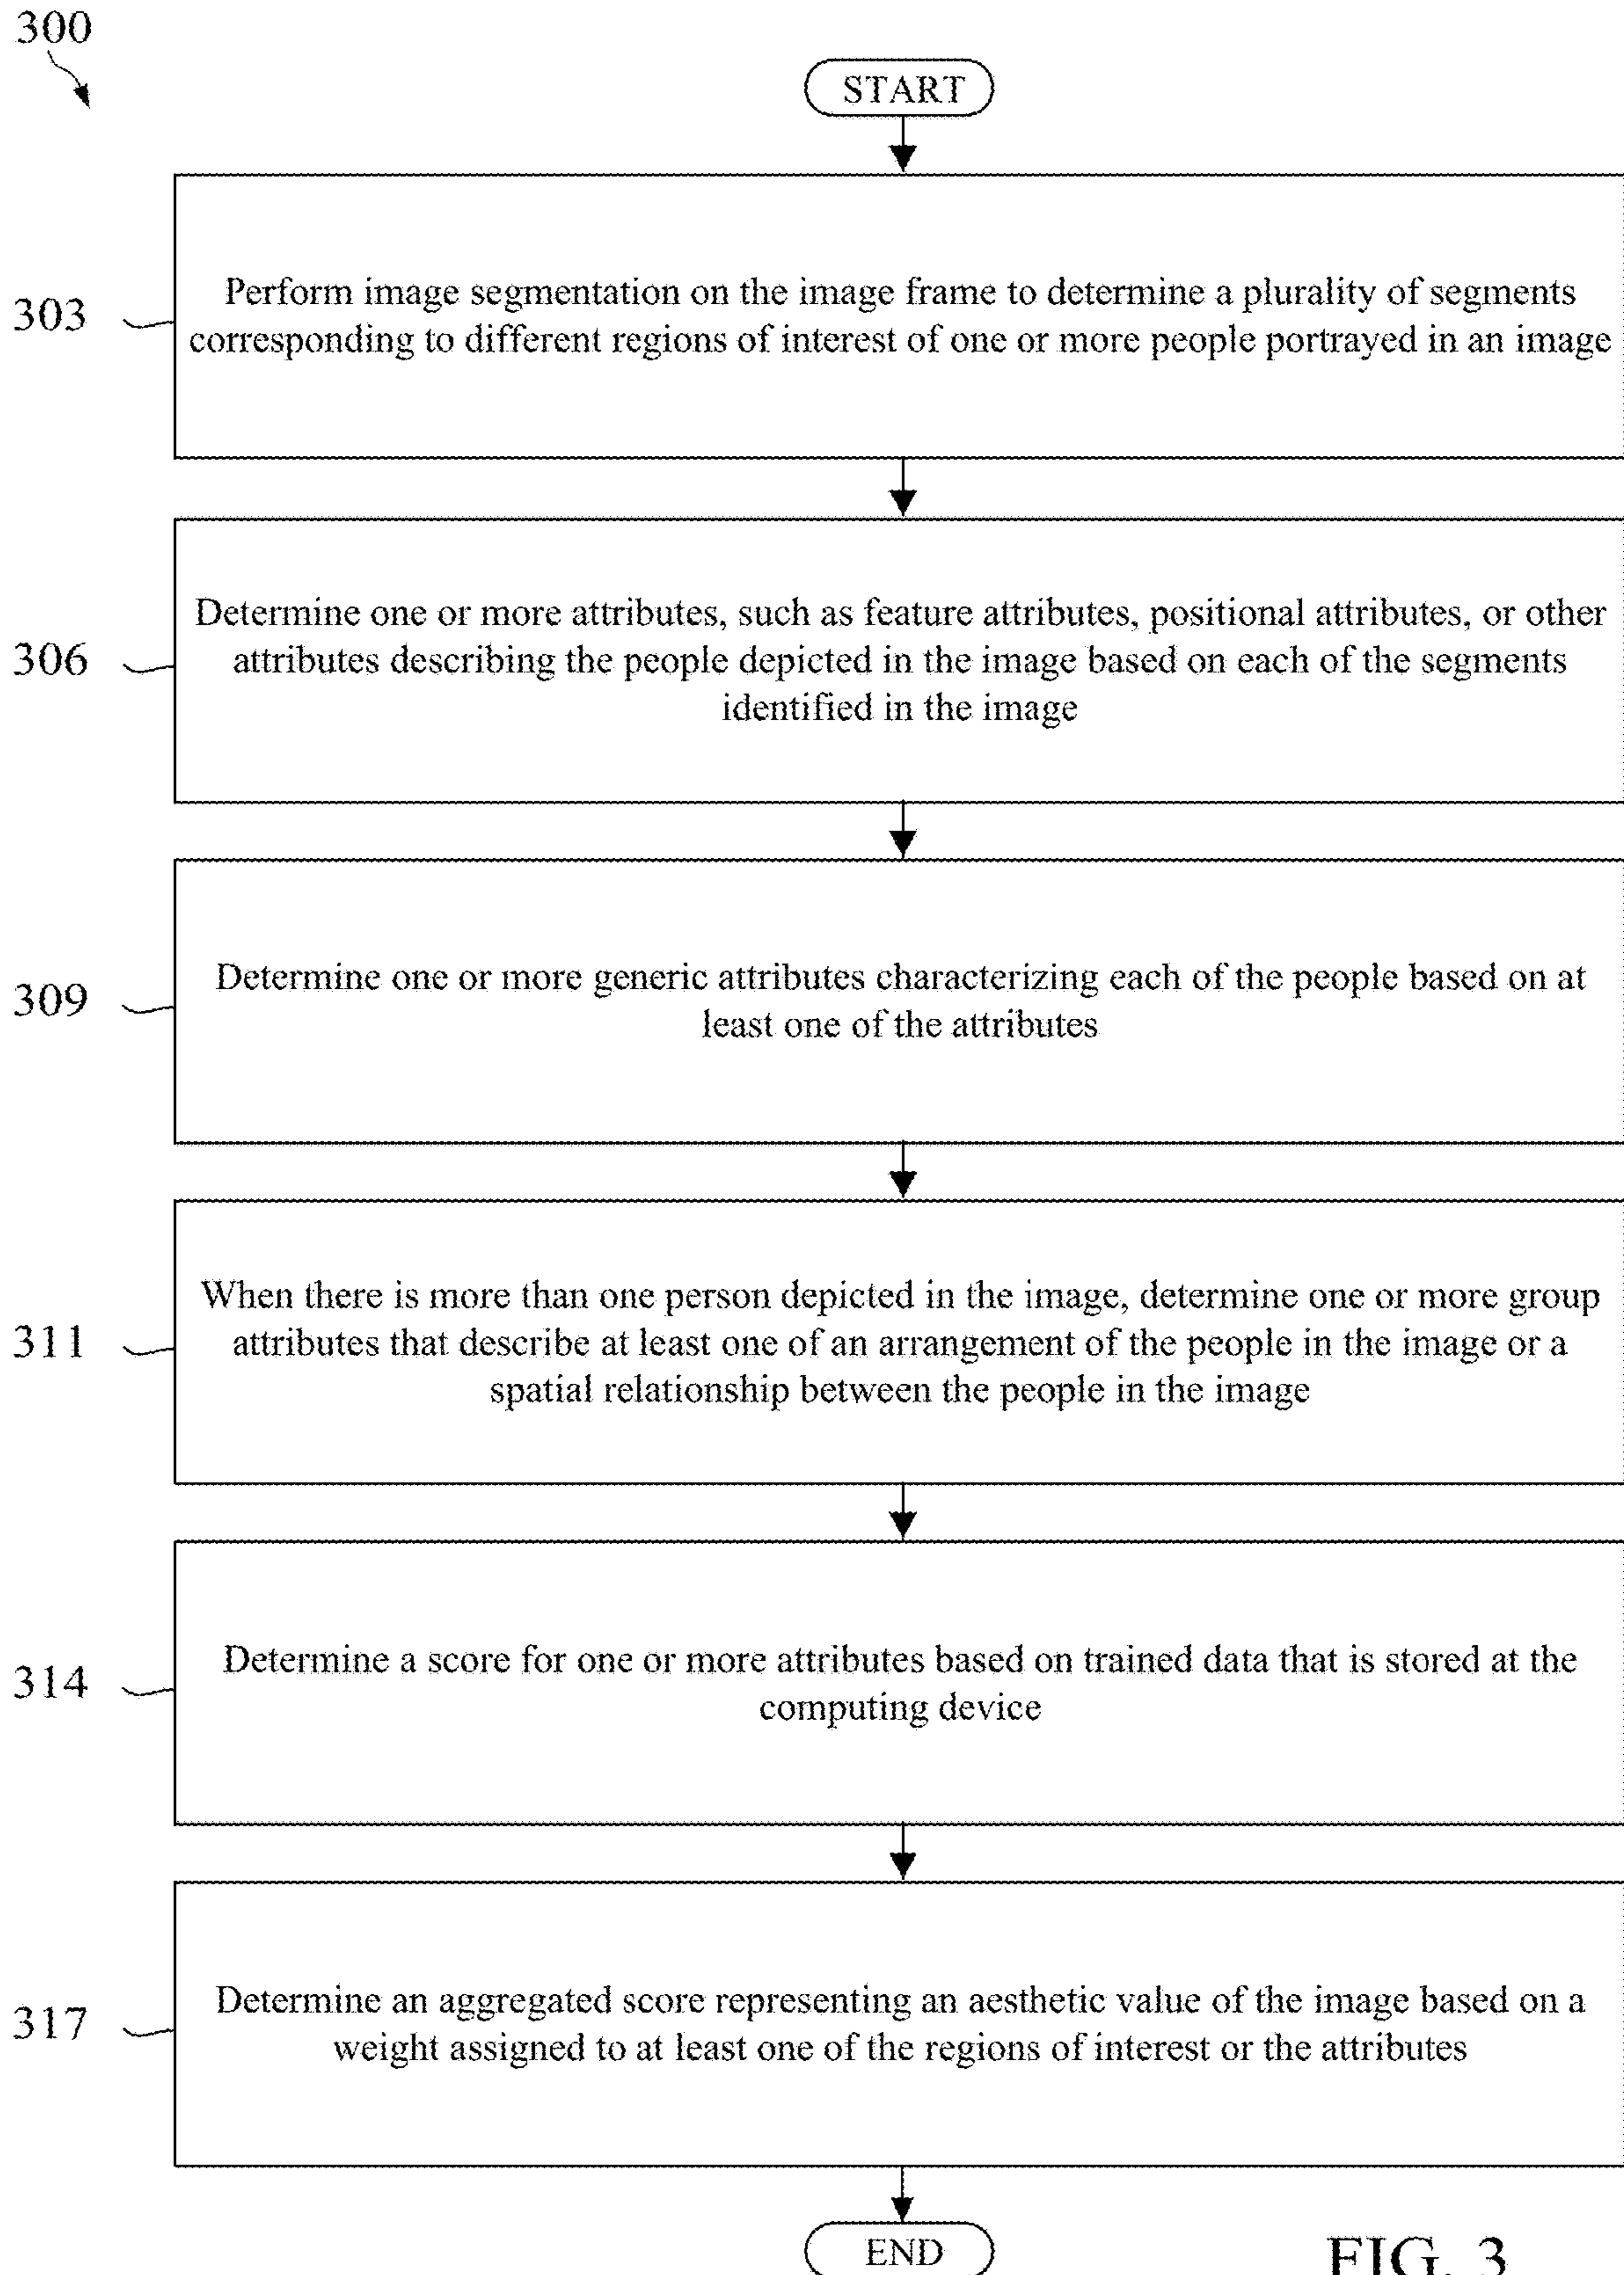 300
START
303
Perform image segmentation on the image frame to determine a plurality of segments
corresponding to different regions of interest of one or more people portrayed in an image
306
Determine one or more attributes, such as feature attributes, positional attributes, or other
attributes describing the people depicted in the image based on each of the segments
identified in the image
309
Determine one or more generic attributes characterizing each of the people based on at
least one of the attributes
311
When there is more than one person depicted in the image, determine one or more group
attributes that describe at least one of an arrangement of the people in the image or a
spatial relationship between the people in the image
314
Determine a score for one or more attributes based on trained data that is stored at the
computing device
317
Determine an aggregated score representing an aesthetic value of the image based on a
weight assigned to at least one of the regions of interest or the attributes
END
FIG. 3